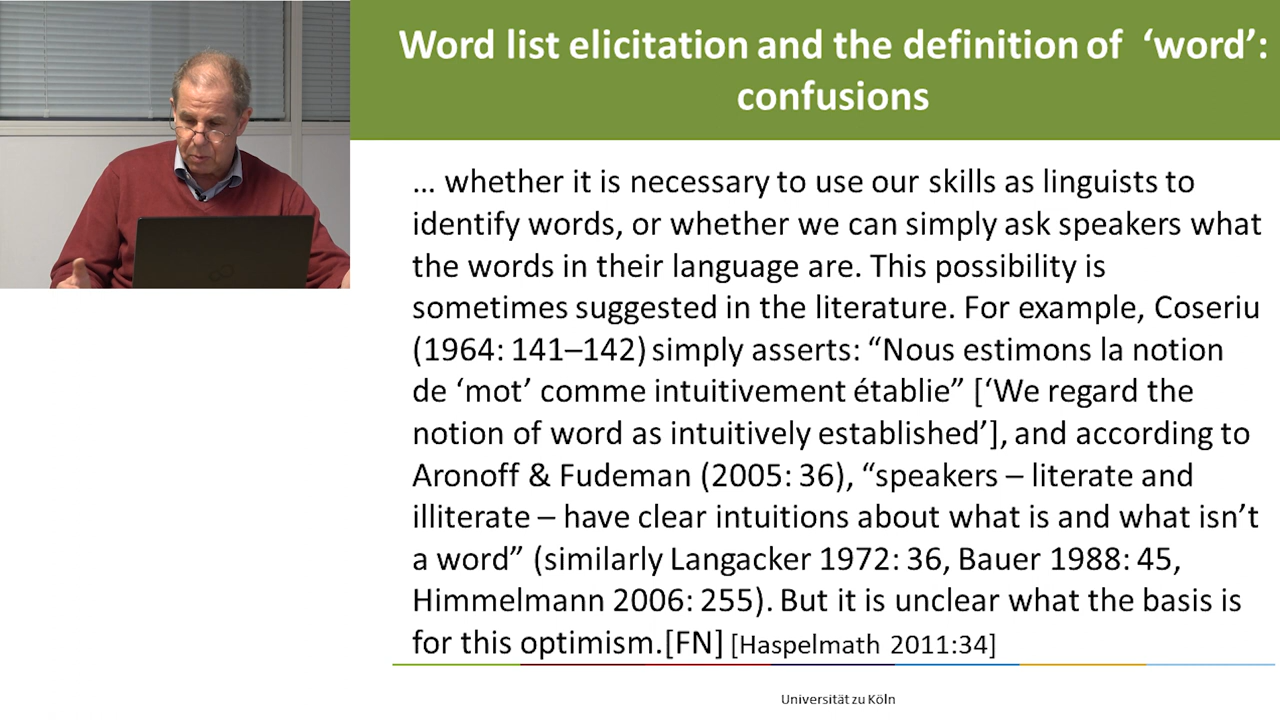 Word list elicitation and the definition of ‘word’:
confusions
... whether it is necessary to use our skills as linguists to
identify words, or whether we can simply ask speakers what
the words in their language are. This possibility is
sometimes suggested in the literature. For example, Coseriu
(1964: 141–142) simply asserts: “Nous estimons la notion
de ‘mot’ comme intuitivement établie” [‘We regard the
notion of word as intuitively established’], and according to
Aronoff & Fudeman (2005: 36), “speakers – literate and
illiterate – have clear intuitions about what is and what isn’t
a word” (similarly Langacker 1972: 36, Bauer 1988: 45,
Himmelmann 2006: 255). But it is unclear what the basis is
for this optimism.[FN] [Haspelmath 2011:34]
Universität zu Köln